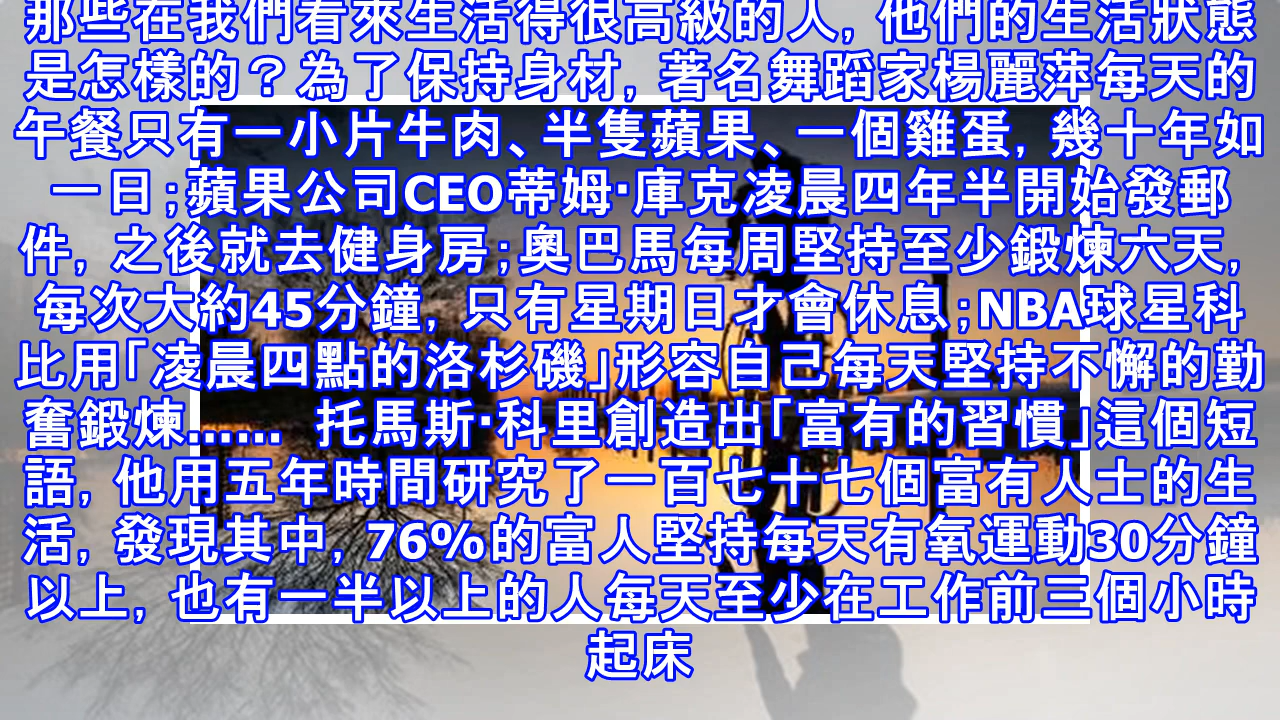 那些在我們看來生活得很高級的人, 他們的生活狀態
是怎樣的？為了保持身材, 著名舞蹈家楊麗萍每天的
午餐只有一小片牛肉、半隻蘋果、一個雞蛋, 幾十年如
一日;蘋果公司CEO蒂姆·庫克凌晨四年半開始發郵
件, 之後就去健身房;奧巴馬每周堅持至少鍛煉六天,
每次大約45分鐘, 只有星期日才會休息;NBA球星科
比用「凌晨四點的洛杉磯」形容自己每天堅持不懈的勤
奮鍛煉...... 托馬斯·科里創造出「富有的習慣」這個短
語, 他用五年時間研究了一百七十七個富有人士的生
活, 發現其中, 76%的富人堅持每天有氧運動30分鐘
以上, 也有一半以上的人每天至少在工作前三個小時
起床